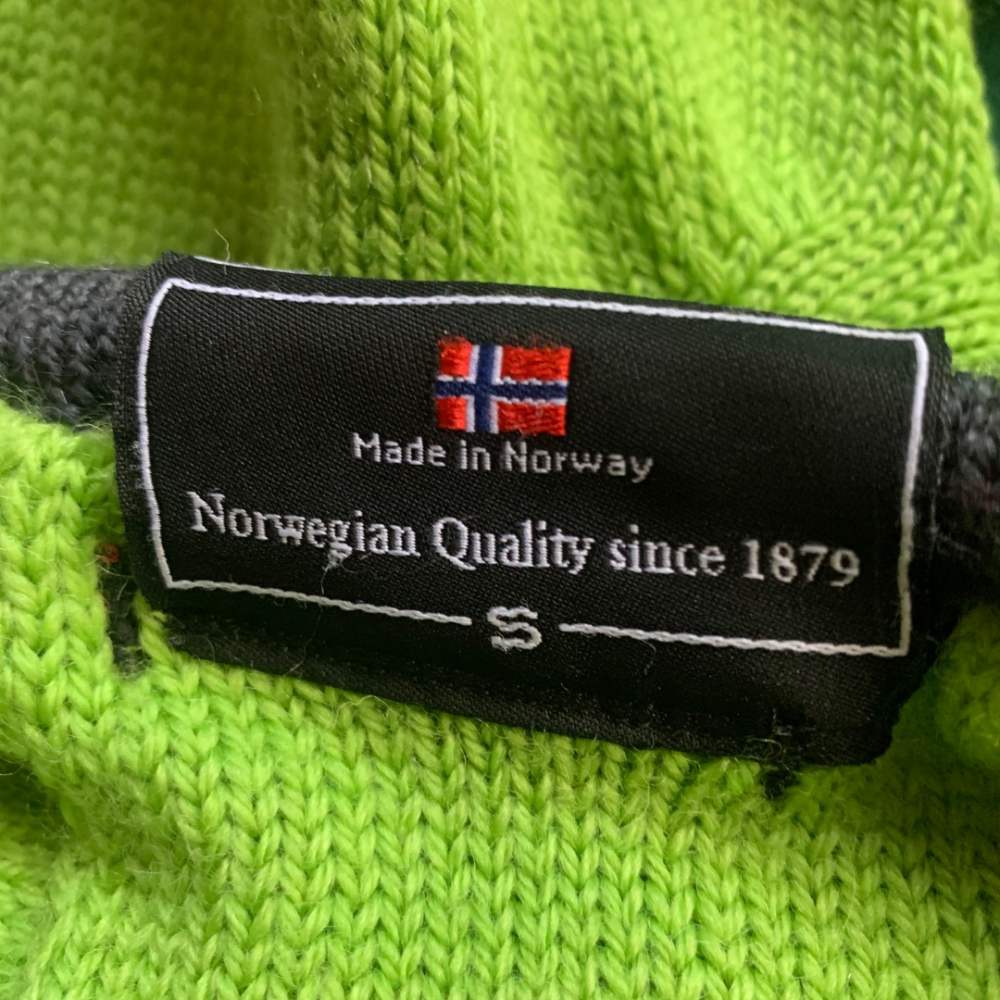 Made in Norway
Norwegian Quality since 1879
S